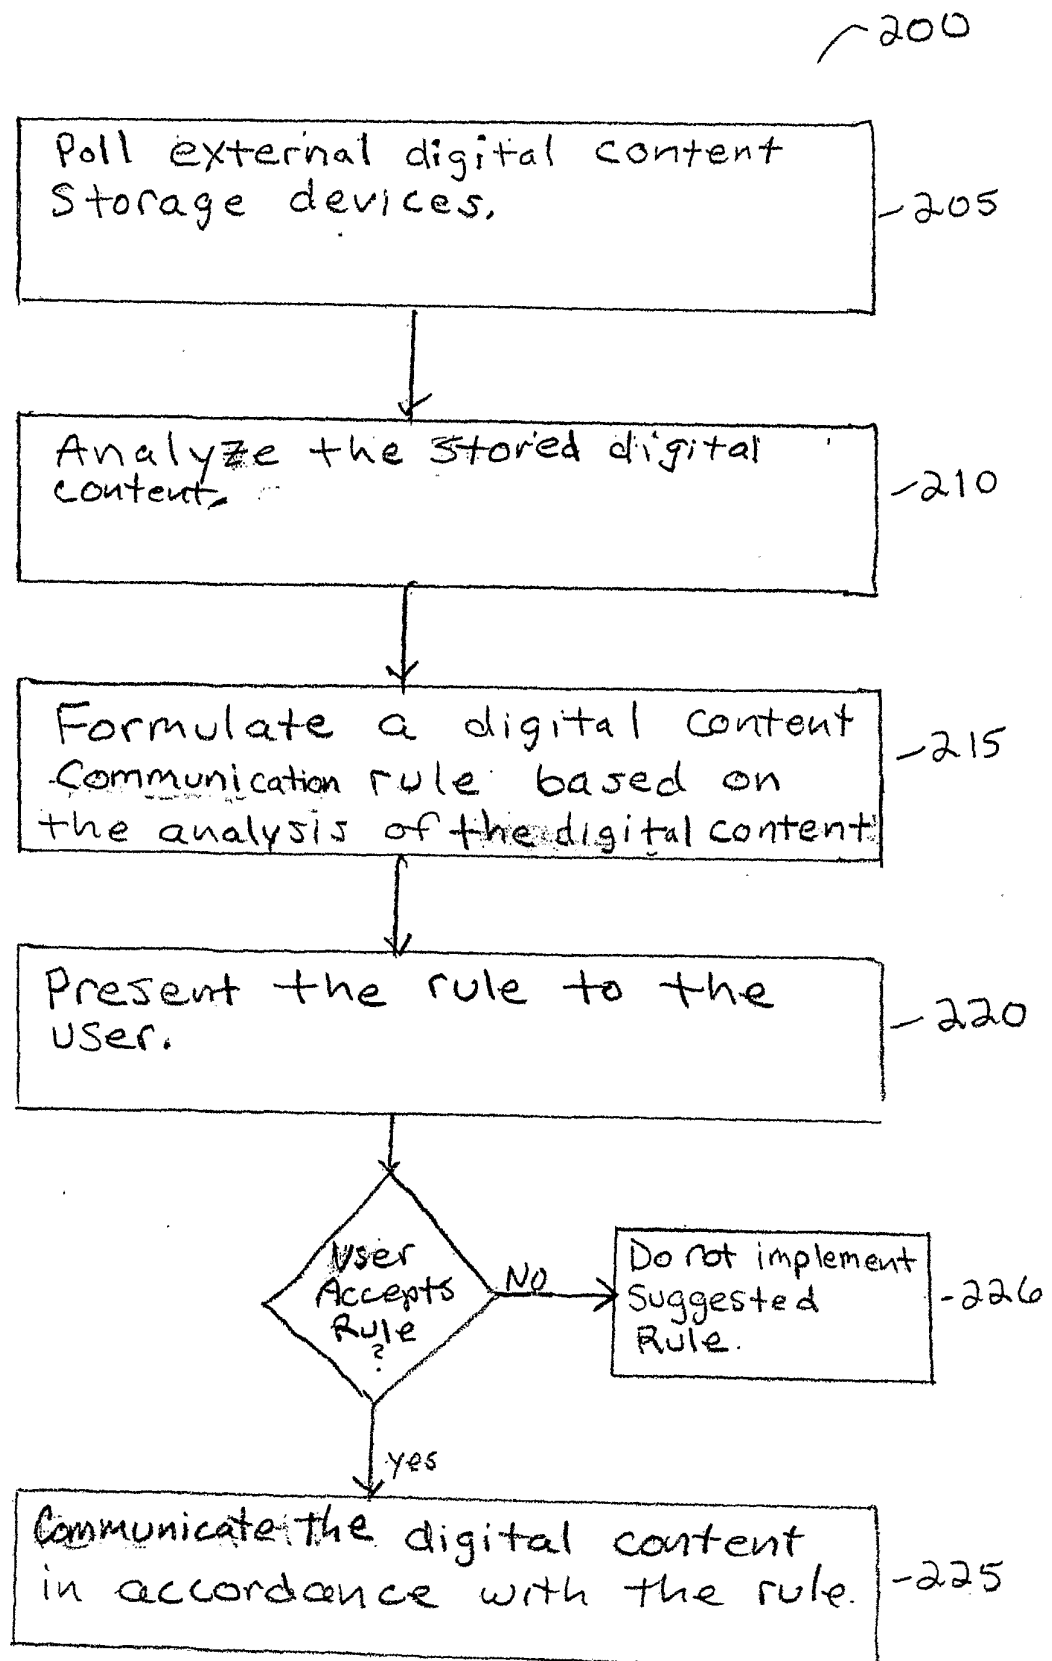 200
Poll external digital content
Storage devices.
205
Analyze the stored digital
content.
210
Formulate a digital content
Communication rule based on
the analysis of the digital content
215
Present the rule to the
user.
220
User
Accepts
Rule
?
NO
Do not implement
Suggested
Rule.
226
yes
Communicate the digital content
in accordance with the rule.
225